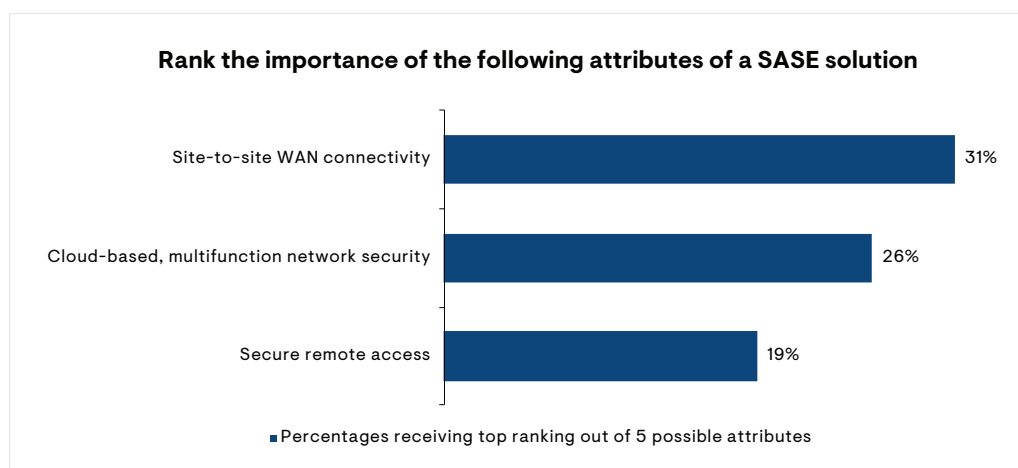 Rank the importance of the following attributes of a SASE solution
Site-to-site WAN connectivity 31%
Cloud-based, multifunction network security 26%
Secure remote access 19%
Percentages receiving top ranking out of 5 possible attributes